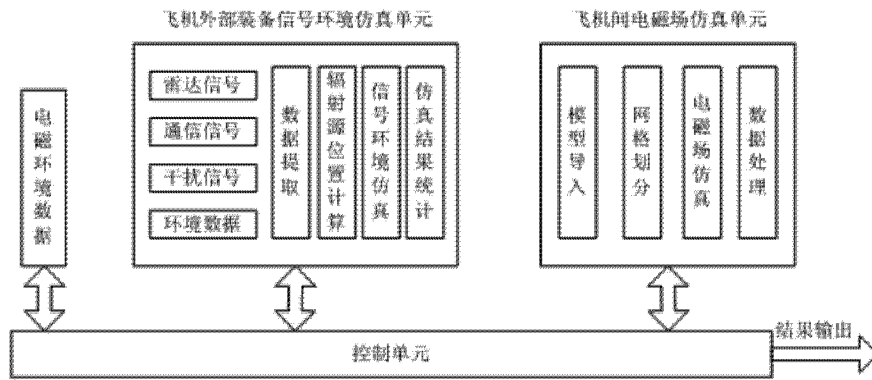 飞机外部装备信号环境仿真单元
飞机间电磁场仿真单元
电磁环境数据
雷达信号
通信信号
干扰信号
环境数据
数据提取
辐射源位置计算
信号环境仿真
仿真结果统计
模型导入
网格划分
电磁场仿真
数据处理
控制单元
结果输出